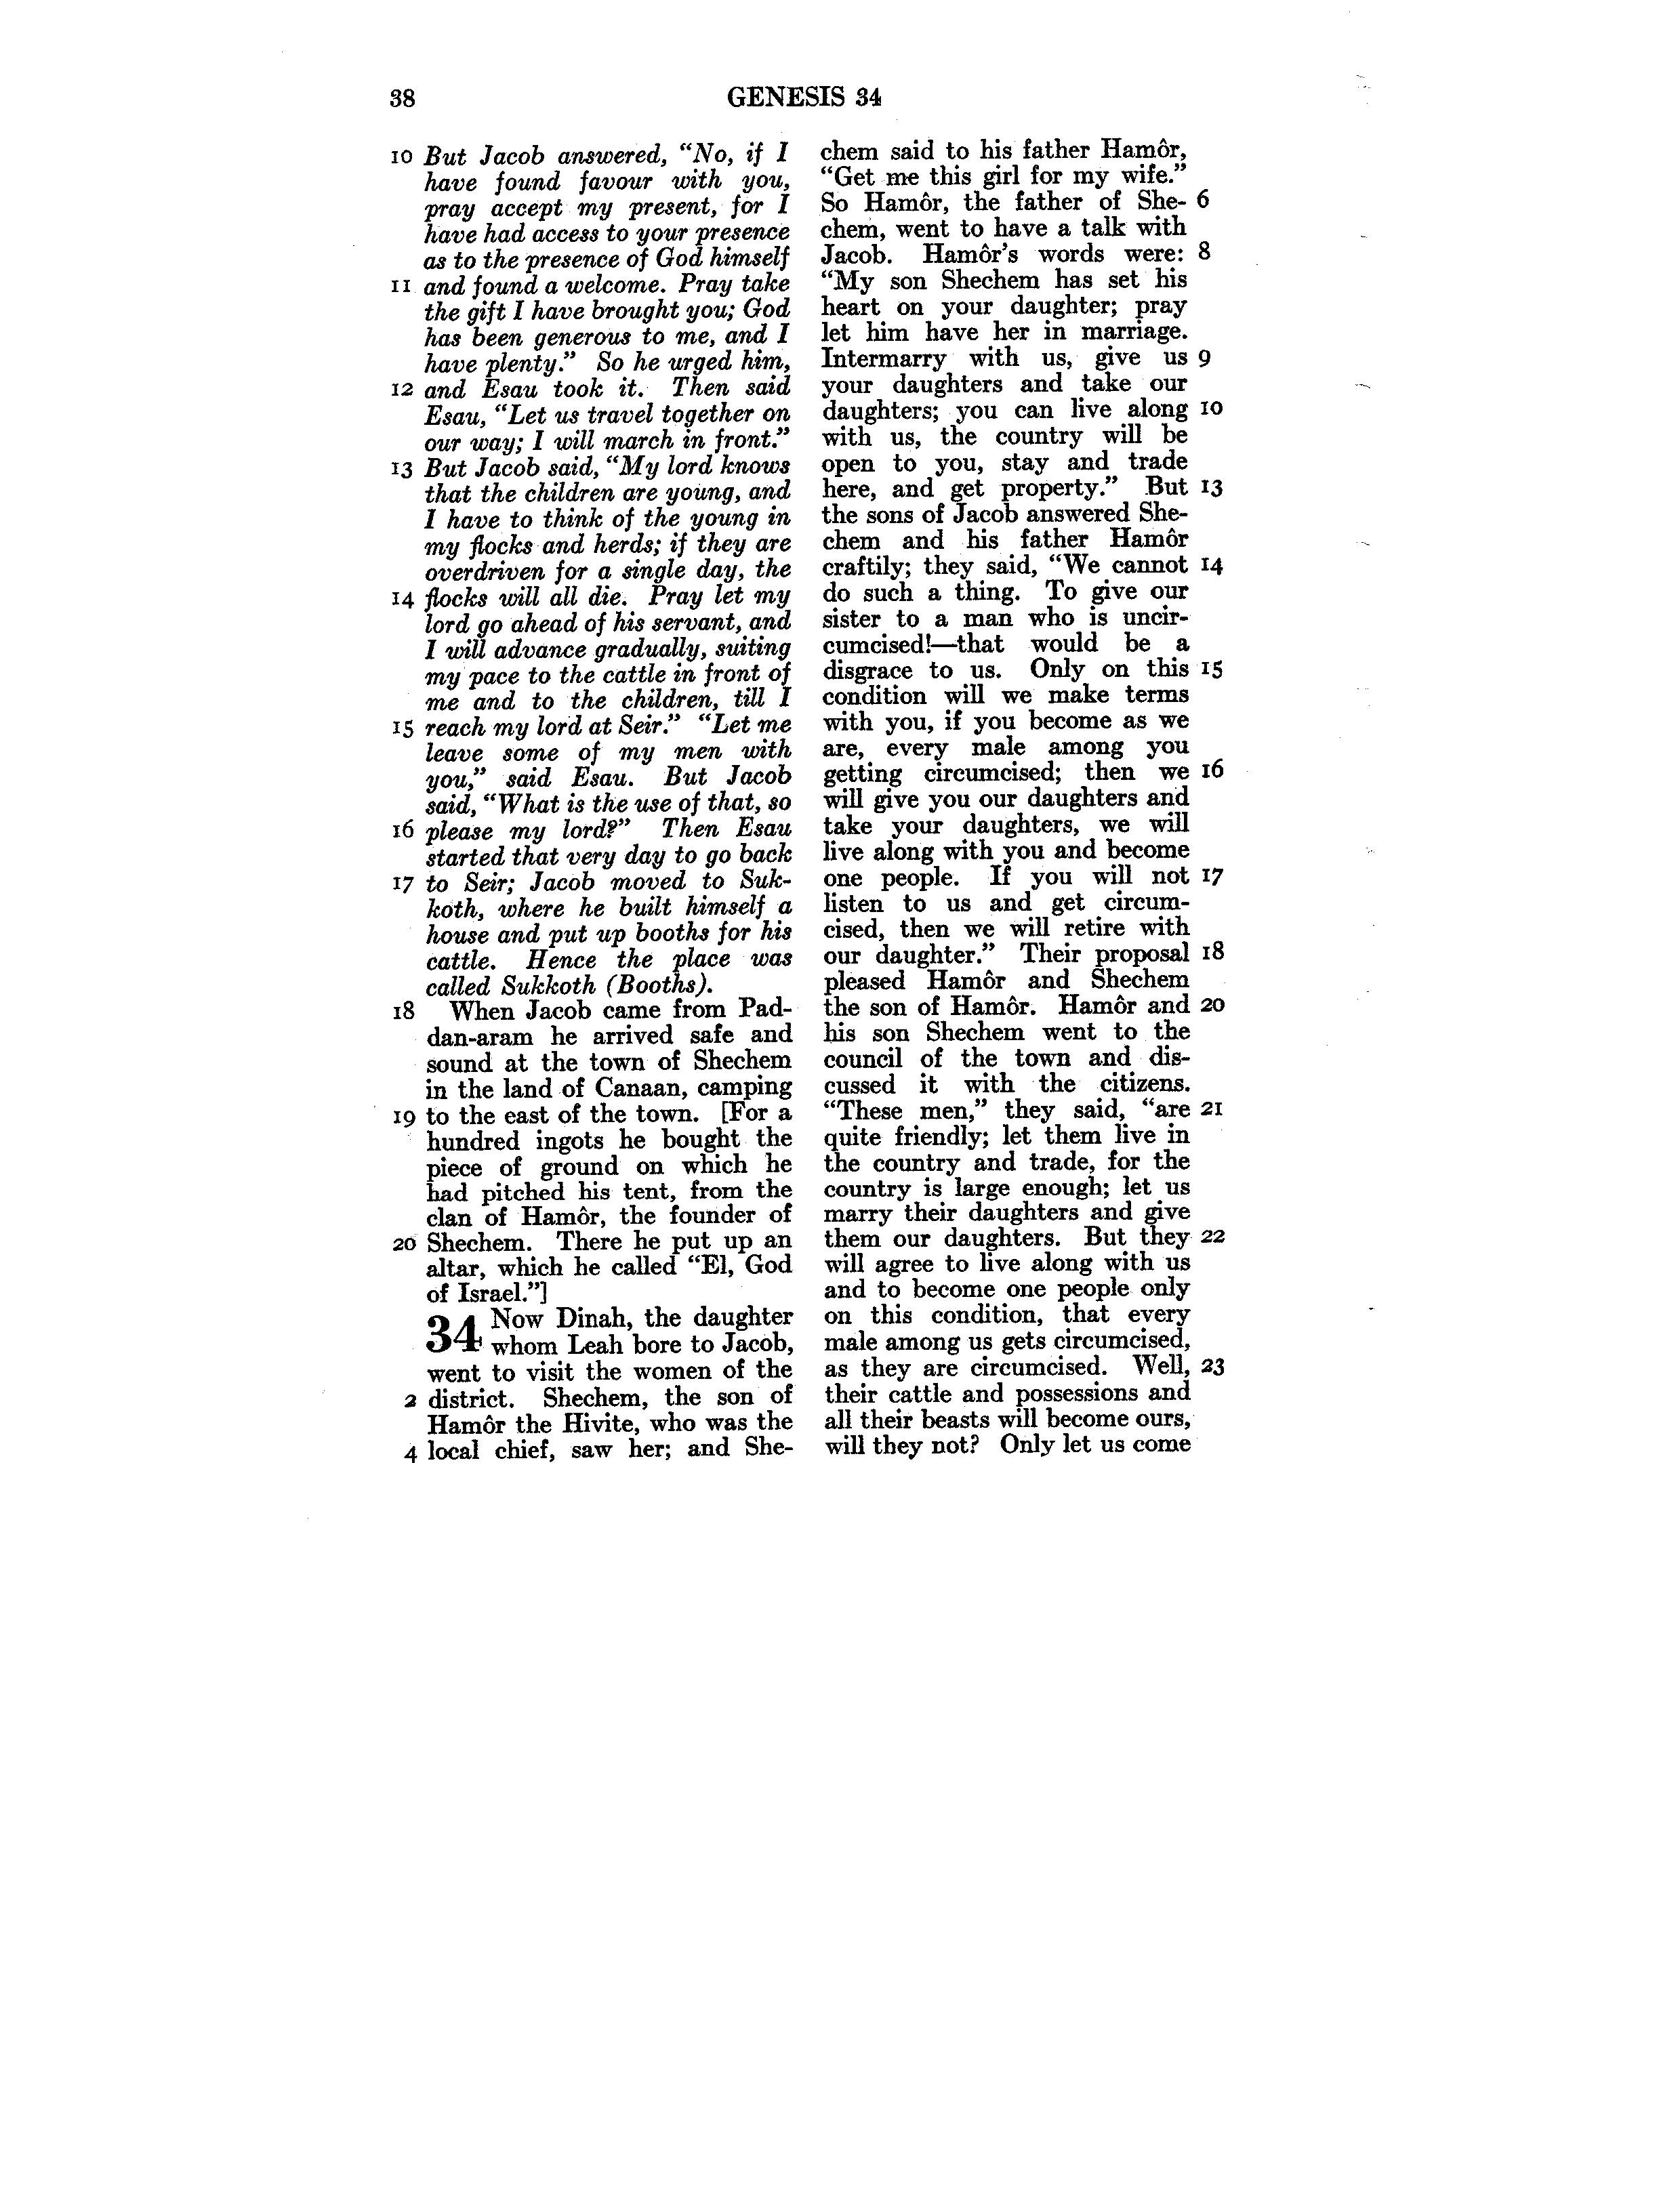 38
GENESIS 34
10 But Jacob answered, “No, if I
have found favour with you,
pray accept my present, for I
have had access to your presence
as to the presence of God himself
11 and found a welcome. Pray take
the gift I have brought you; God
has been generous to me, and I
have plenty.” So he urged him,
12 and Esau took it. Then said
Esau, “Let us travel together on
our way; I will march in front.”
13 But Jacob said, “My lord knows
that the children are young, and
I have to think of the young in
my flocks and herds; if they are
overdriven for a single day, the
14 flocks will all die. Pray let my
lord go ahead of his servant, and
I will advance gradually, suiting
my pace to the cattle in front of
me and to the children, till I
15 reach my lord at Seir.” “Let me
leave some of my men with
you,” said Esau. But Jacob
said, “What is the use of that, so
16 please my lord?” Then Esau
started that very day to go back
17 to Seir; Jacob moved to Suk-
koth, where he built himself a
house and put up booths for his
cattle. Hence the place was
called Sukkoth (Booths).
18 When Jacob came from Pad-
dan-aram he arrived safe and
sound at the town of Shechem
in the land of Canaan, camping
19 to the east of the town. [For a
hundred ingots he bought the
piece of ground on which he
had pitched his tent, from the
clan of Hamôr, the founder of
20 Shechem. There he put up an
altar, which he called “El, God
of Israel.”]
34 Now Dinah, the daughter
whom Leah bore to Jacob,
went to visit the women of the
2 district. Shechem, the son of
Hamôr the Hivite, who was the
4 local chief, saw her; and She-
chem said to his father Hamôr,
“Get me this girl for my wife.”
So Hamôr, the father of She- 6
chem, went to have a talk with
Jacob. Hamôr’s words were: 8
“My son Shechem has set his
heart on your daughter; pray
let him have her in marriage.
Intermarry with us, give us 9
your daughters and take our
daughters; you can live along 10
with us, the country will be
open to you, stay and trade
here, and get property.” But 13
the sons of Jacob answered She-
chem and his father Hamôr
craftily; they said, “We cannot 14
do such a thing. To give our
sister to a man who is uncir-
cumcised!—that would be a
disgrace to us. Only on this 15
condition will we make terms
with you, if you become as we
are, every male among you
getting circumcised; then we 16
will give you our daughters and
take your daughters, we will
live along with you and become
one people. If you will not 17
listen to us and get circum-
cised, then we will retire with
our daughter.” Their proposal 18
pleased Hamôr and Shechem
the son of Hamôr. Hamôr and 20
his son Shechem went to the
council of the town and dis-
cussed it with the citizens.
“These men,” they said, “are 21
quite friendly; let them live in
the country and trade, for the
country is large enough; let us
marry their daughters and give
them our daughters. But they 22
will agree to live along with us
and to become one people only
on this condition, that every
male among us gets circumcised,
as they are circumcised. Well, 23
their cattle and possessions and
all their beasts will become ours,
will they not? Only let us come